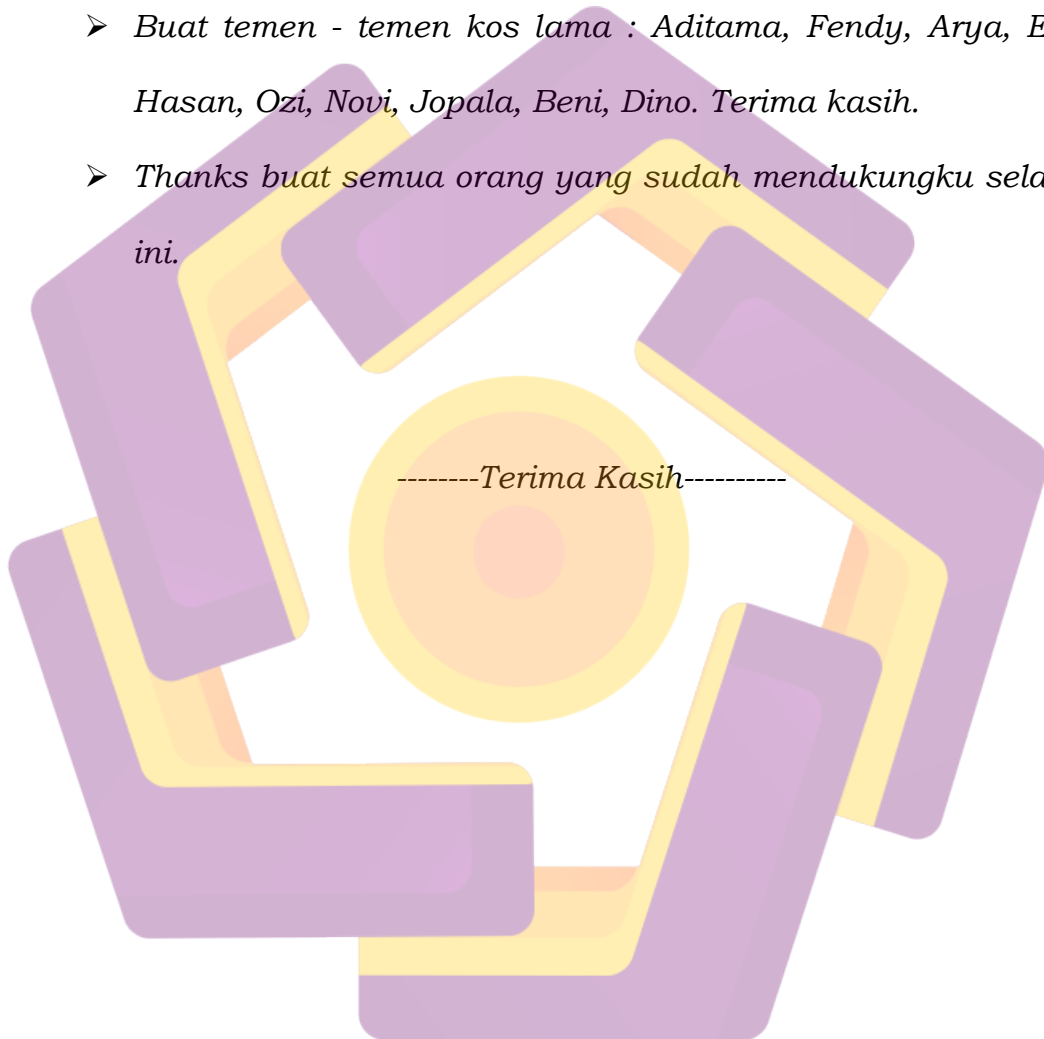 ➤ Buat temen - temen kos lama : Aditama, Fendy, Arya,
Hasan, Ozi, Novi, Jopala, Beni, Dino. Terima kasih.
➤ Thanks buat semua orang yang sudah mendukungku
ini.
--------Terima Kasih----------